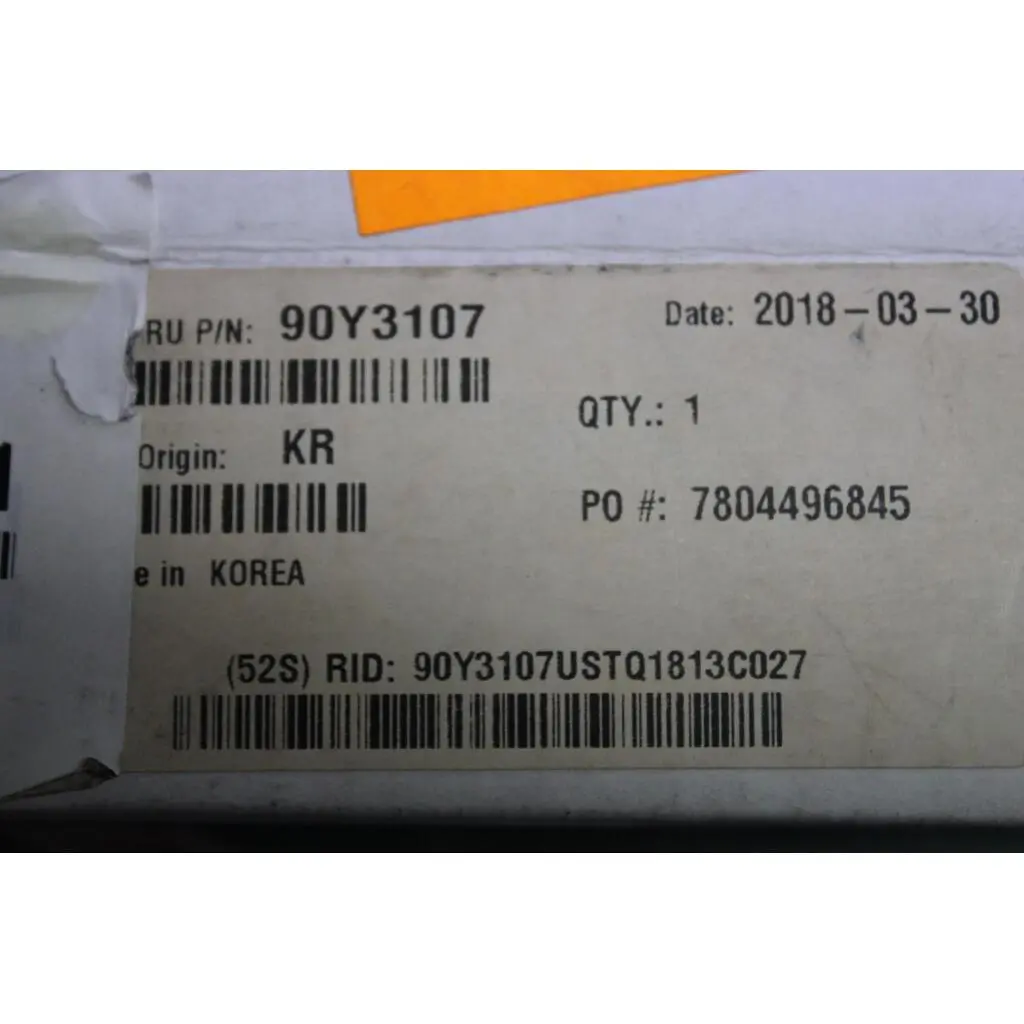 RU P/N: 90Y3107
Date: 2018-03-30
QTY.: 1
Origin: KR
PO #: 7804496845
e in KOREA
(52S) RID: 90Y3107USTQ1813C027